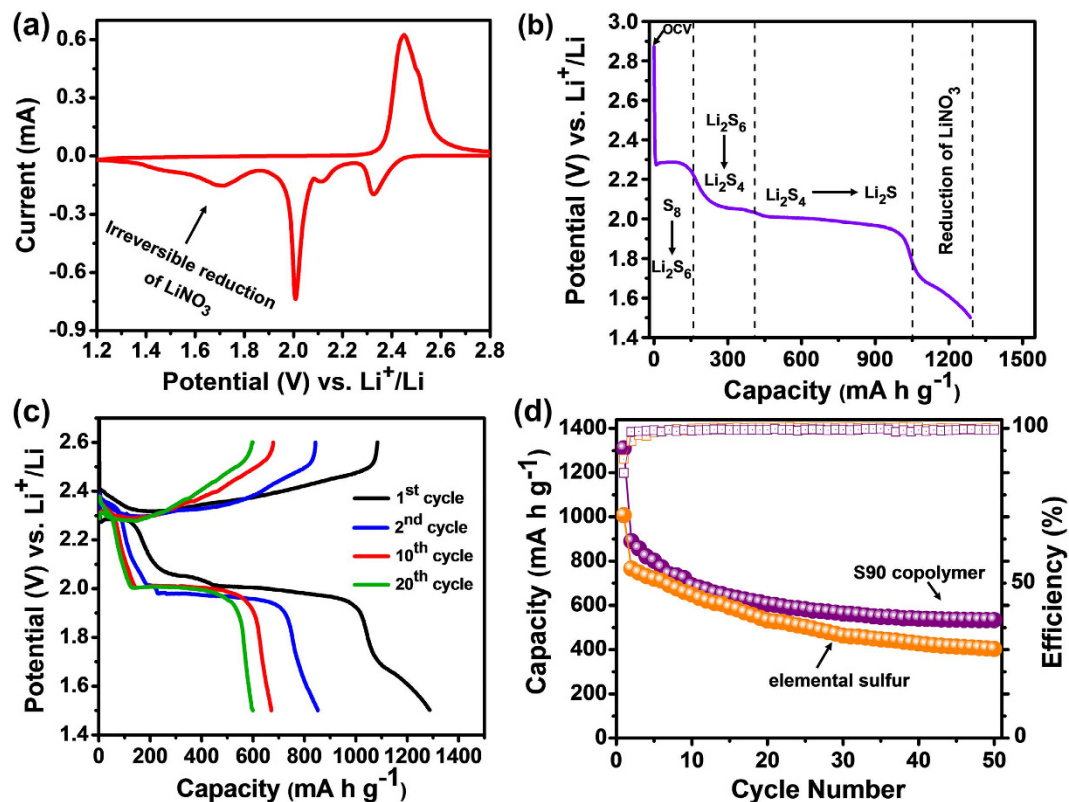 (a)
0.6
0.3
0.0
-0.3
-0.6
-0.9
Current (mA)
Irreversible reduction
of LiNO3
1.2 1.4 1.6 1.8 2.0 2.2 2.4 2.6 2.8
Potential (V) vs. Li+/Li
(b)
3.0
2.8
2.6
2.4
2.2
2.0
1.8
1.6
1.4
Potential (V) vs. Li+/Li
OCV
S8
Li2S6
Li2S6
Li2S4
Li2S4
Li2S
Reduction of LiNO3
0 300 600 900 1200 1500
Capacity (mA h g-1)
(c)
2.6
2.4
2.2
2.0
1.8
1.6
1.4
Potential (V) vs. Li+/Li
1st cycle
2nd cycle
10th cycle
20th cycle
0 200 400 600 800 1000 1200 1400
Capacity (mA h g-1)
(d)
1400
1200
1000
800
600
400
200
0
Capacity (mA h g-1)
S90 copolymer
elemental sulfur
100
50
0
Efficiency (%)
0 10 20 30 40 50
Cycle Number